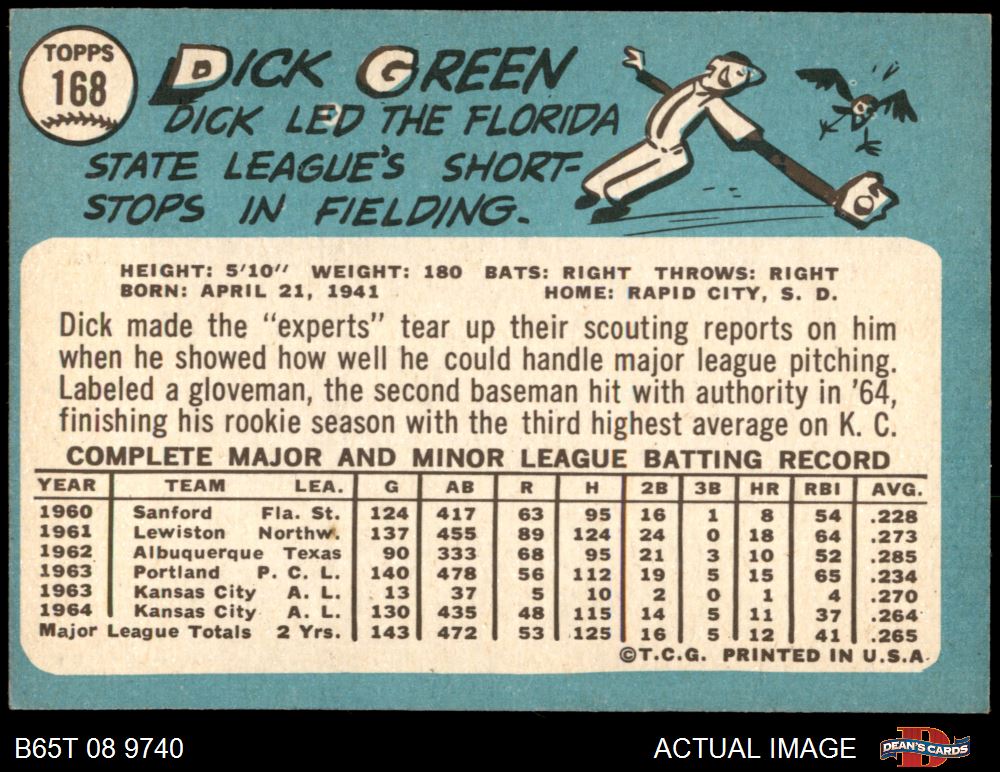 TOPPS
168
DICK GREEN
DICK LED THE FLORIDA
STATE LEAGUE'S SHORT-
STOPS IN FIELDING.
HEIGHT: 5'10" WEIGHT: 180 BATS: RIGHT THROWS: RIGHT
BORN: APRIL 21, 1941 HOME: RAPID CITY, S. D.
Dick made the "experts" tear up their scouting reports on him
when he showed how well he could handle major league pitching.
Labeled a gloveman, the second baseman hit with authority in '64,
finishing his rookie season with the third highest average on K. C.
COMPLETE MAJOR AND MINOR LEAGUE BATTING RECORD
YEAR TEAM LEA. G AB R H 2B 3B HR RBI AVG.
1960 Sanford Fla. St. 124 417 63 95 16 1 8 54 .228
1961 Lewiston Northw. 137 455 89 124 24 0 18 64 .273
1962 Albuquerque Texas 90 333 68 95 21 3 10 52 .285
1963 Portland P. C. L. 140 478 56 112 19 5 15 65 .234
1963 Kansas City A. L. 13 37 5 10 2 0 1 4 .270
1964 Kansas City A. L. 130 435 48 115 14 5 11 37 .264
Major League Totals 2 Yrs. 143 472 53 125 16 5 12 41 .265
©T.C.G. PRINTED IN U.S.A.
B65T 08 9740 ACTUAL IMAGE
D
DEAN'S CARDS